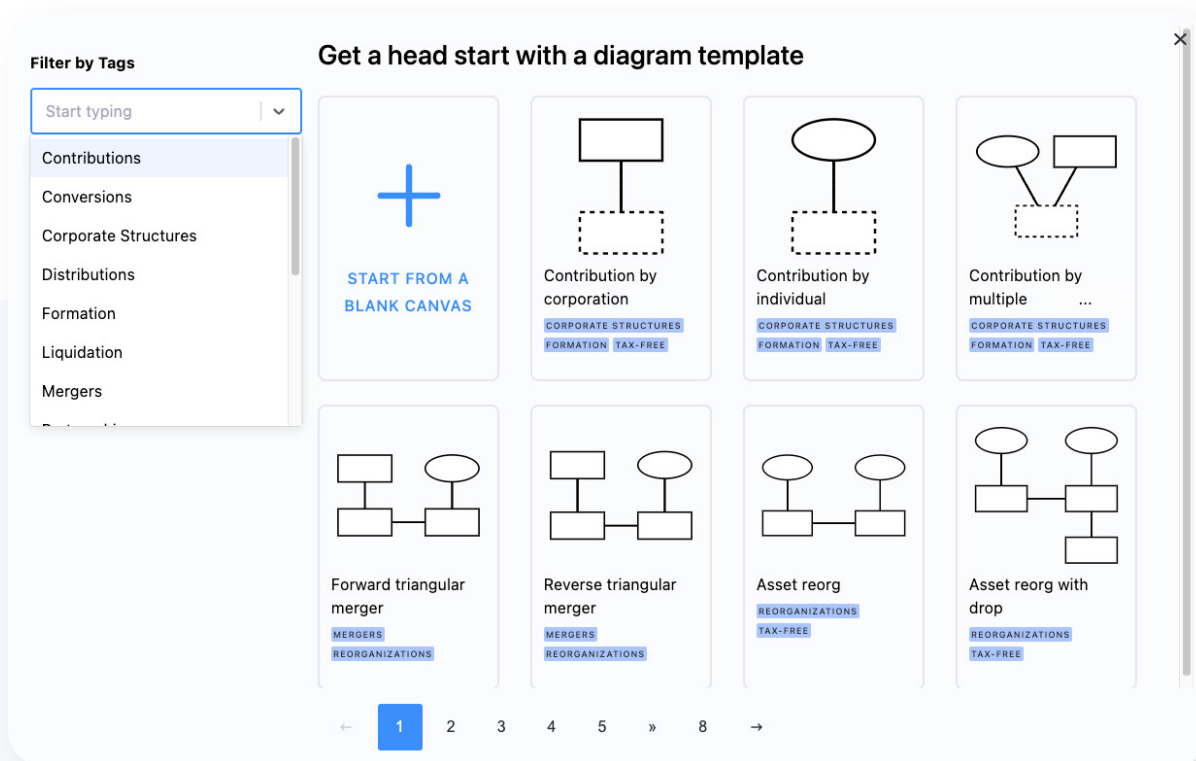 Filter by Tags
Start typing
Contributions
Conversions
Corporate Structures
Distributions
Formation
Liquidation
Mergers
Get a head start with a diagram template
START FROM A
BLANK CANVAS
Contribution by
corporation
CORPORATE STRUCTURES
FORMATION TAX-FREE
Contribution by
individual
CORPORATE STRUCTURES
FORMATION TAX-FREE
Contribution by
multiple ...
CORPORATE STRUCTURES
FORMATION TAX-FREE
Forward triangular
merger
MERGERS
REORGANIZATIONS
Reverse triangular
merger
MERGERS
REORGANIZATIONS
Asset reorg
REORGANIZATIONS
TAX-FREE
Asset reorg with
drop
REORGANIZATIONS
TAX-FREE
← 1 2 3 4 5 » 8 →